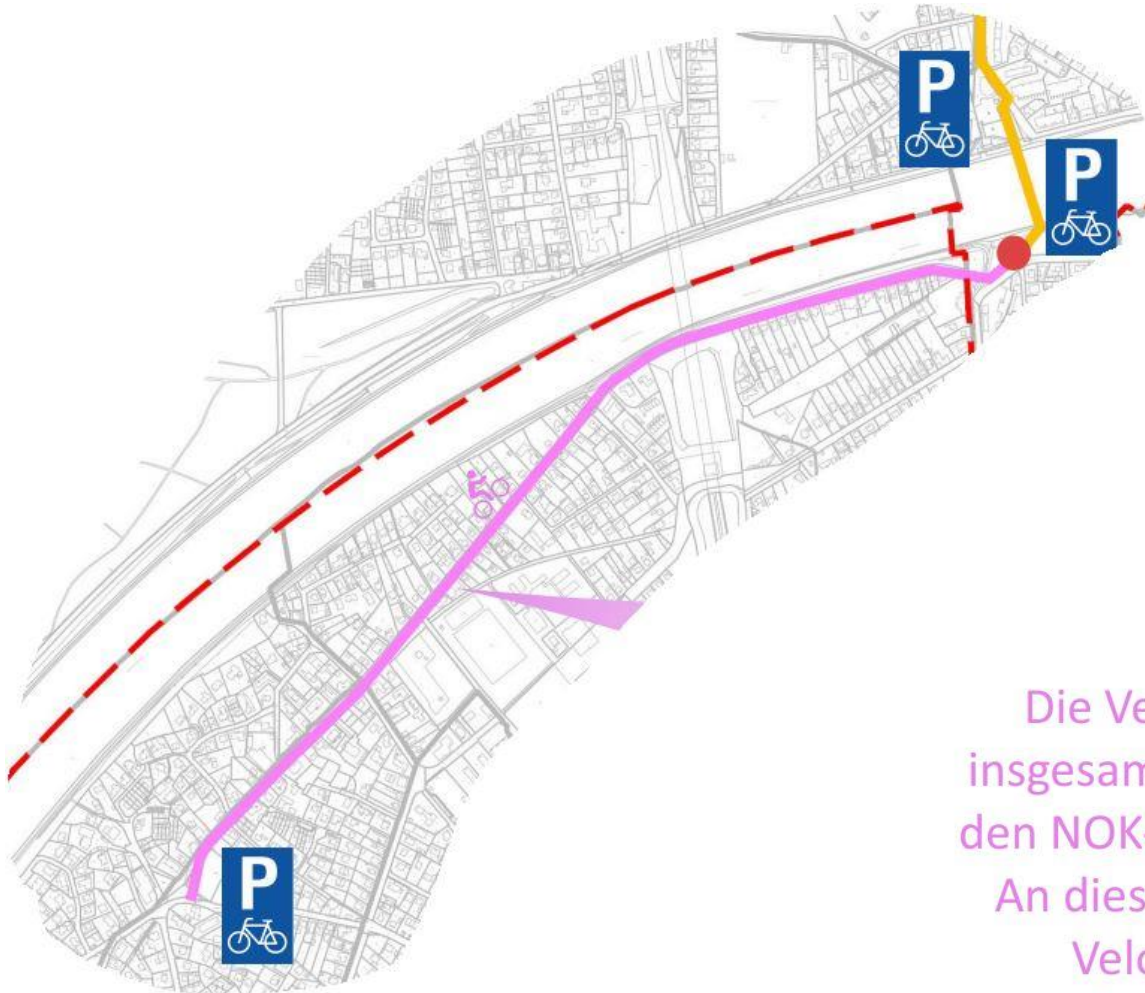 P
P
P
Die Ve
insgesam
den NOK
An dies
Velo